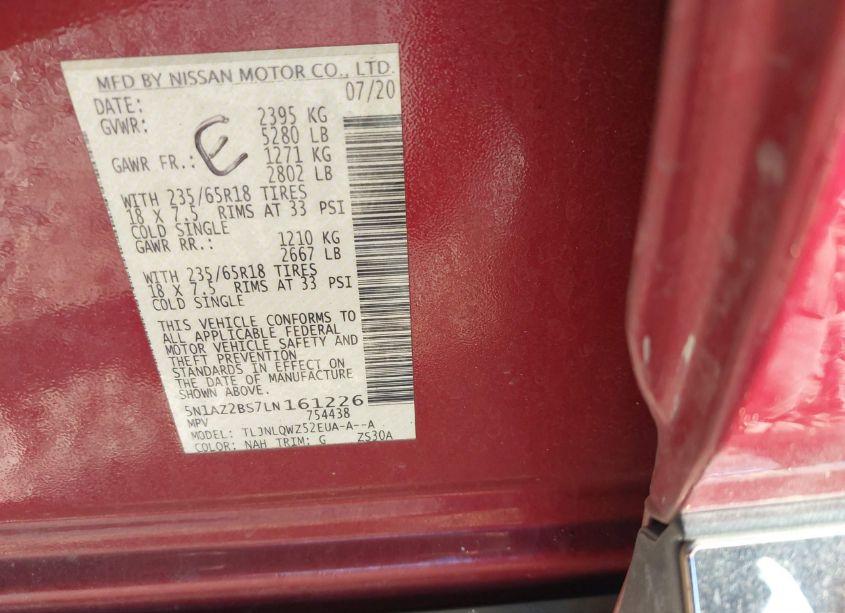 MFD BY NISSAN MOTOR CO., LTD.
DATE: 07/20
GVWR: 2395 KG
5280 LB
E
GAWR FR.: 1271 KG
2802 LB
WITH 235/65R18 TIRES
18 X 7.5 RIMS AT 33 PSI
COLD SINGLE
GAWR RR.: 1210 KG
2667 LB
WITH 235/65R18 TIRES
18 X 7.5 RIMS AT 33 PSI
COLD SINGLE
THIS VEHICLE CONFORMS TO
ALL APPLICABLE FEDERAL
MOTOR VEHICLE SAFETY AND
THEFT PREVENTION
STANDARDS IN EFFECT ON
THE DATE OF MANUFACTURE
SHOWN ABOVE.
5N1AZ2BS7LN161226
MPV 754438
MODEL: TLJNLQWZ52EUA-A--A
COLOR: NAH TRIM: G ZS30A